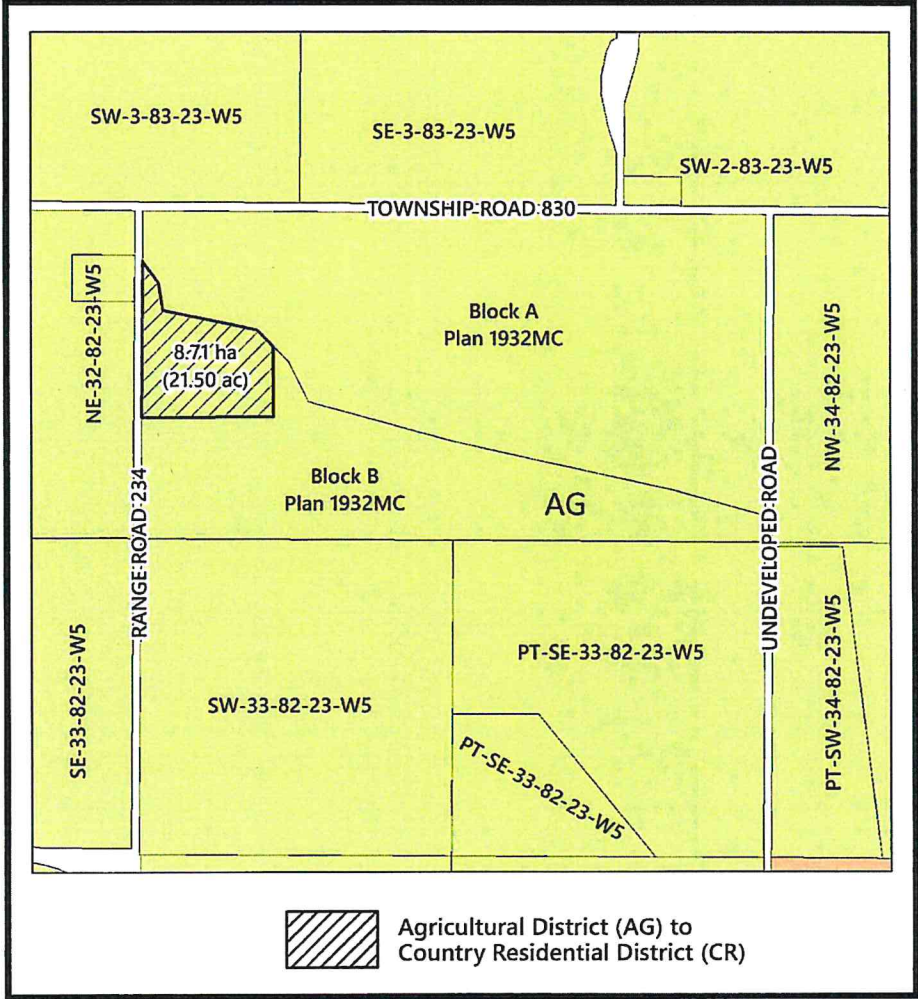 SW-3-83-23-W5
SE-3-83-23-W5
SW-2-83-23-W5
TOWNSHIP ROAD 830
NE-32-82-23-W5
Block A
Plan 1932MC
NW-34-82-23-W5
8.71 ha
(21.50 ac)
RANGE ROAD 234
Block B
Plan 1932MC
AG
UNDEVELOPED ROAD
SE-33-82-23-W5
SW-33-82-23-W5
PT-SE-33-82-23-W5
PT-SE-33-82-23-W5
PT-SW-34-82-23-W5
Agricultural District (AG) to
Country Residential District (CR)